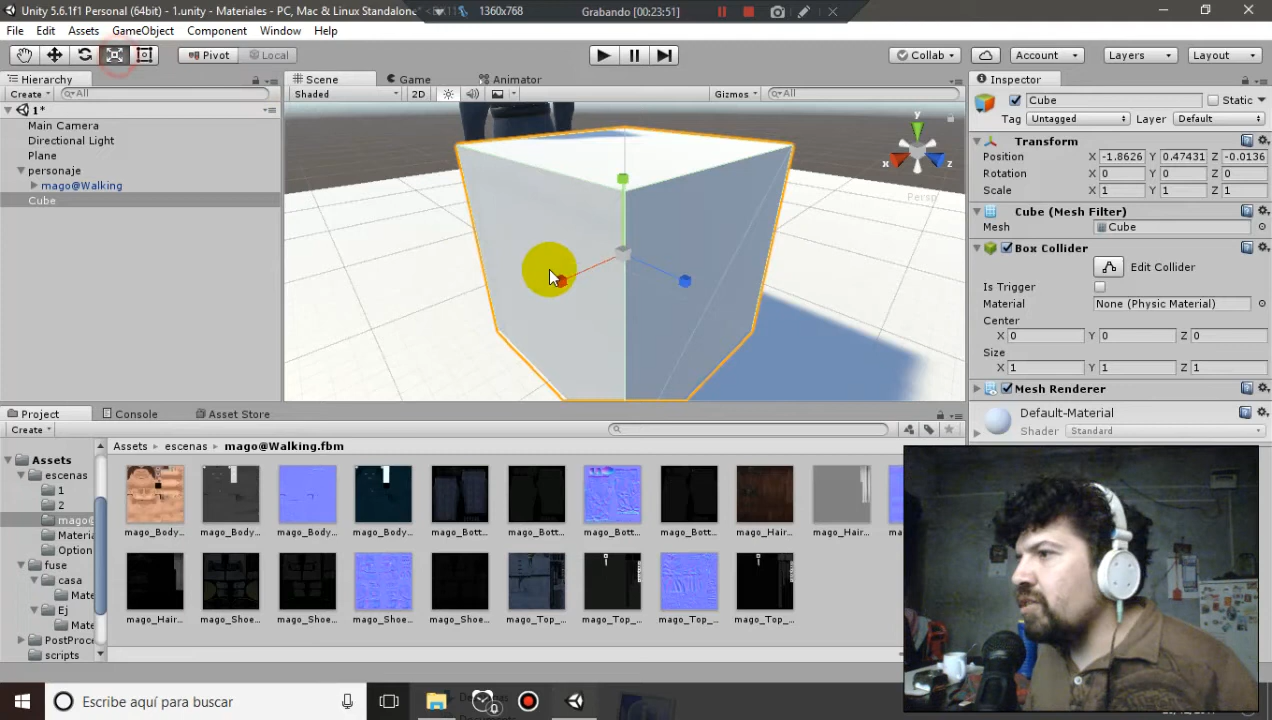 Unity 5.6.1f1 Personal (64bit) - 1.unity - Materiales - PC, Mac & Linux Standalone
1360x768
Grabando
[00:23:51]
File Edit Assets GameObject Component Window Help
Pivot
Local
Collab
Account
Layers
Layout
Hierarchy
Scene
Game
Animator
Inspector
Create
All
Shaded
2D
Gizmos
All
Cube
Static
Tag Untagged
Layer Default
1*
Main Camera
Directional Light
Plane
personaje
mago@Walking
Cube
y
x
z
Persp
Transform
Position X -1.8626 Y 0.47431 Z -0.0136
Rotation X 0 Y 0 Z 0
Scale X 1 Y 1 Z 1
Cube (Mesh Filter)
Mesh Cube
Box Collider
Edit Collider
Is Trigger
Material None (Physic Material)
Center
X 0 Y 0 Z 0
Size
X 1 Y 1 Z 1
Mesh Renderer
Default-Material
Shader Standard
Project
Console
Asset Store
Create
Assets
escenas
1
2
mago@
Materia
Option
fuse
casa
Mate
Ej
Mate
PostProce
scripts
Assets escenas mago@Walking.fbm
mago_Body.. mago_Body... mago_Body... mago_Body... mago_Bott... mago_Bott... mago_Bott... mago_Bott... mago_Hair... mago_Hair...
mago_Hair... mago_Shoe... mago_Shoe... mago_Shoe... mago_Shoe... mago_Top_... mago_Top_... mago_Top_... mago_Top_...
Escribe aquí para buscar